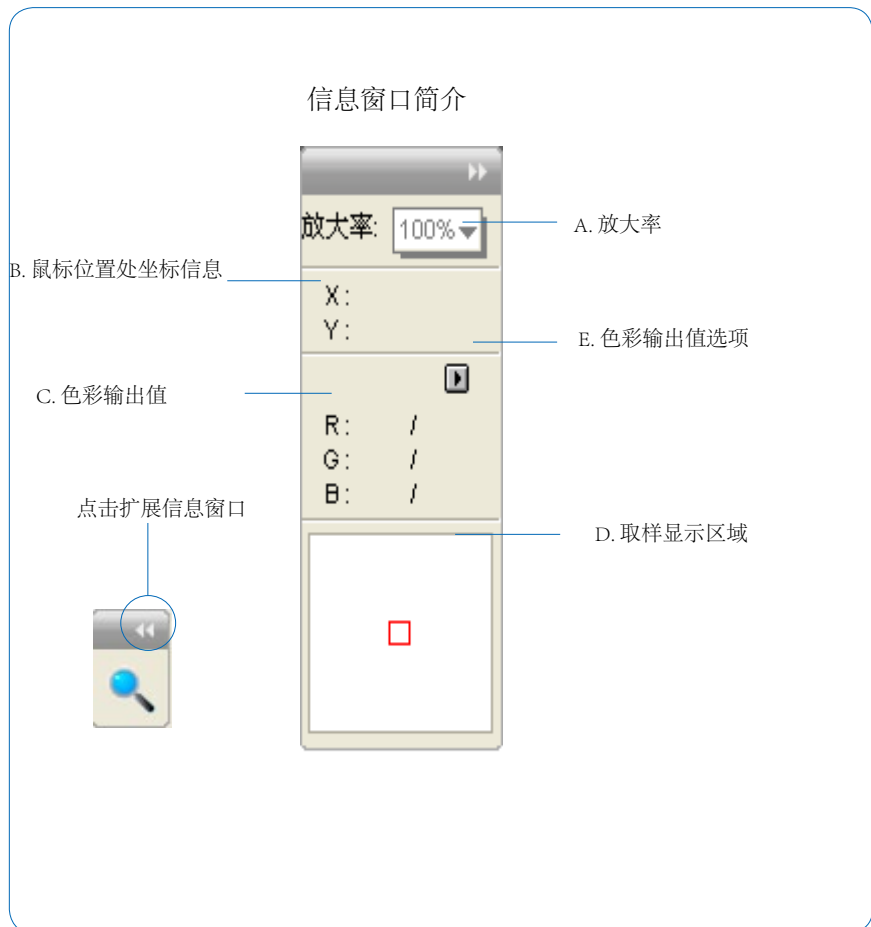 信息窗口简介
放大率: 100%
A. 放大率
B. 鼠标位置处坐标信息
X:
Y:
E. 色彩输出值选项
C. 色彩输出值
R: /
G: /
B: /
点击扩展信息窗口
D. 取样显示区域